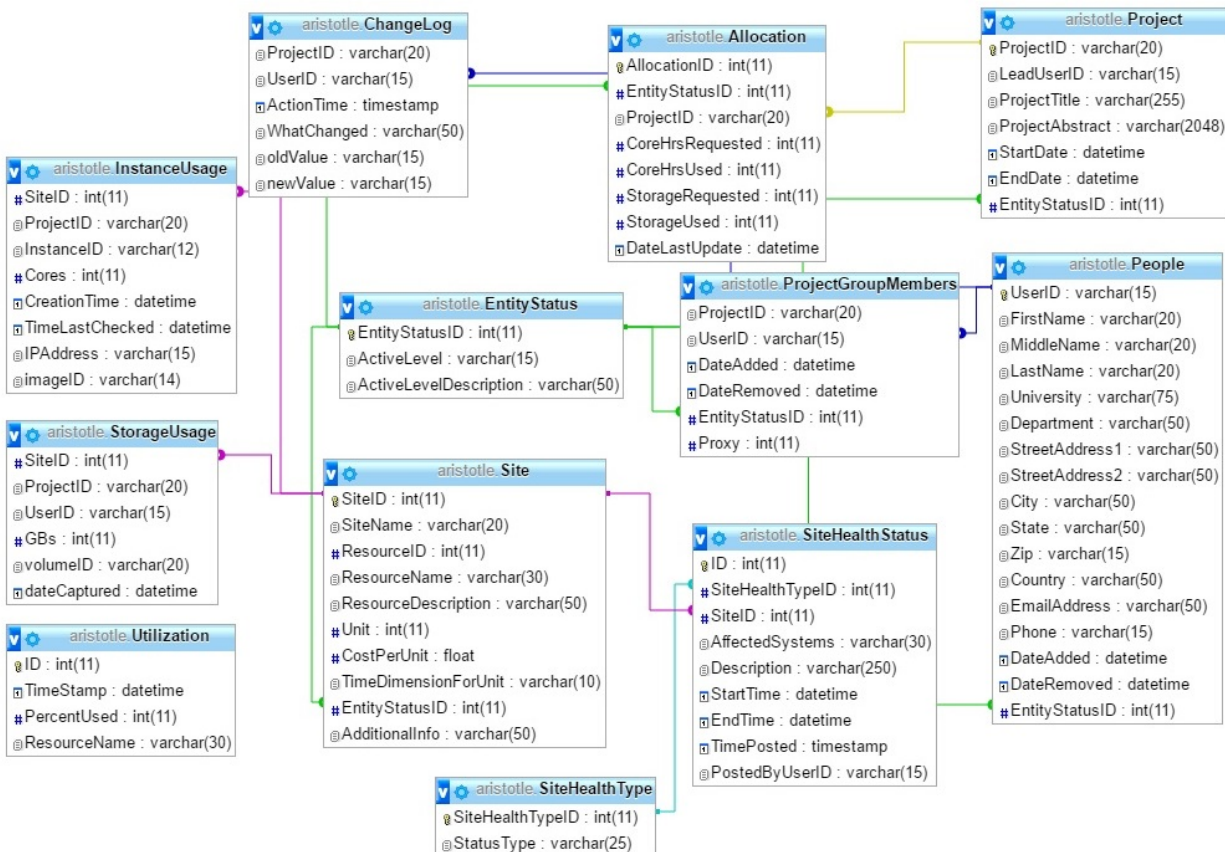 aristotle.ChangeLog
ProjectID : varchar(20)
UserID : varchar(15)
ActionTime : timestamp
WhatChanged : varchar(50)
oldValue : varchar(15)
newValue : varchar(15)
aristotle.Allocation
AllocationID : int(11)
#EntityStatusID : int(11)
ProjectID : varchar(20)
#CoreHrsRequested : int(11)
#CoreHrsUsed : int(11)
#StorageRequested : int(11)
#StorageUsed : int(11)
DateLastUpdate : datetime
aristotle.Project
ProjectID : varchar(20)
LeadUserID : varchar(15)
ProjectTitle : varchar(255)
ProjectAbstract : varchar(2048)
StartDate : datetime
EndDate : datetime
#EntityStatusID : int(11)
aristotle.InstanceUsage
#SiteID : int(11)
ProjectID : varchar(20)
InstanceID : varchar(12)
#Cores : int(11)
CreationTime : datetime
TimeLastChecked : datetime
IPAddress : varchar(15)
imageID : varchar(14)
aristotle.EntityStatus
EntityStatusID : int(11)
ActiveLevel : varchar(15)
ActiveLevelDescription : varchar(50)
aristotle.ProjectGroupMembers
ProjectID : varchar(20)
UserID : varchar(15)
DateAdded : datetime
DateRemoved : datetime
#EntityStatusID : int(11)
#Proxy : int(11)
aristotle.People
UserID : varchar(15)
FirstName : varchar(20)
MiddleName : varchar(20)
LastName : varchar(20)
University : varchar(75)
Department : varchar(50)
StreetAddress1 : varchar(50)
StreetAddress2 : varchar(50)
City : varchar(50)
State : varchar(50)
Zip : varchar(15)
Country : varchar(50)
EmailAddress : varchar(50)
Phone : varchar(15)
DateAdded : datetime
DateRemoved : datetime
#EntityStatusID : int(11)
aristotle.StorageUsage
#SiteID : int(11)
ProjectID : varchar(20)
UserID : varchar(15)
#GBs : int(11)
volumeID : varchar(20)
dateCaptured : datetime
aristotle.Site
SiteID : int(11)
SiteName : varchar(20)
#ResourceID : int(11)
ResourceName : varchar(30)
ResourceDescription : varchar(50)
#Unit : int(11)
#CostPerUnit : float
TimeDimensionForUnit : varchar(10)
#EntityStatusID : int(11)
AdditionalInfo : varchar(50)
aristotle.SiteHealthStatus
ID : int(11)
#SiteHealthTypeID : int(11)
#SiteID : int(11)
AffectedSystems : varchar(30)
Description : varchar(250)
StartTime : datetime
EndTime : datetime
TimePosted : timestamp
PostedByUserID : varchar(15)
aristotle.Utilization
ID : int(11)
TimeStamp : datetime
#PercentUsed : int(11)
ResourceName : varchar(30)
aristotle.SiteHealthType
SiteHealthTypeID : int(11)
StatusType : varchar(25)